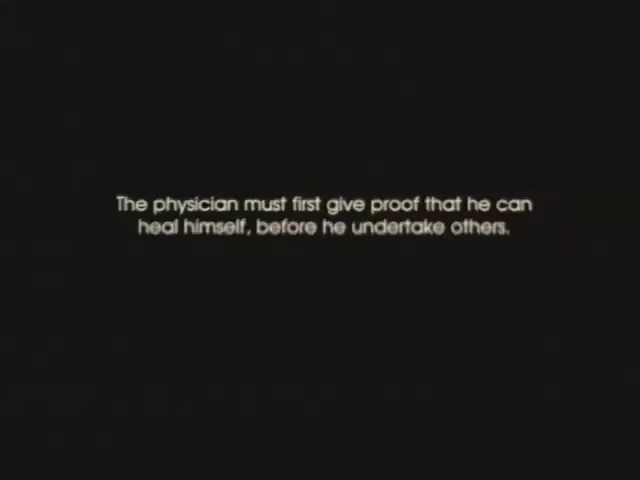 The physician must first give proof that he can
heal himself, before he undertake others.